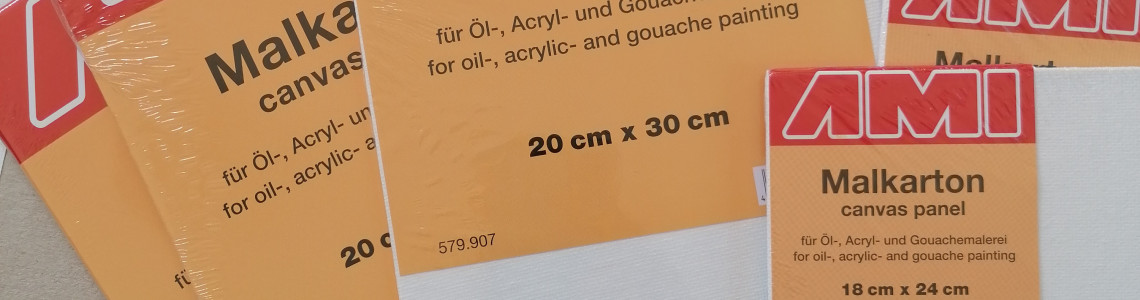 Malka
canvas
für Öl-, Acryl- un
for oil-, acrylic- a
20 c
fü
für Öl-, Acryl- und Gouach
for oil-, acrylic- and gouache painting
20 cm x 30 cm
579.907
AMI
AMI
Malkarton
canvas panel
für Öl-, Acryl- und Gouachemalerei
for oil-, acrylic- and gouache painting
18 cm x 24 cm